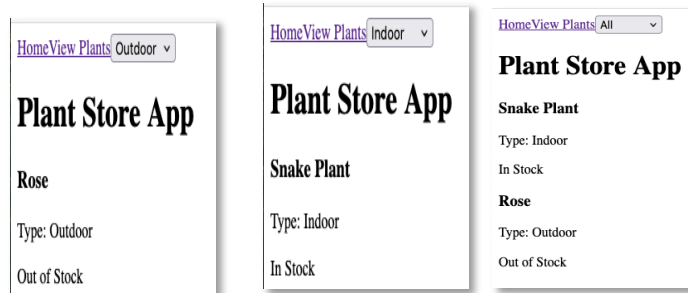 HomeView Plants Outdoor
Plant Store App
Rose
Type: Outdoor
Out of Stock
HomeView Plants Indoor
Plant Store App
Snake Plant
Type: Indoor
In Stock
HomeView Plants All
Plant Store App
Snake Plant
Type: Indoor
In Stock
Rose
Type: Outdoor
Out of Stock